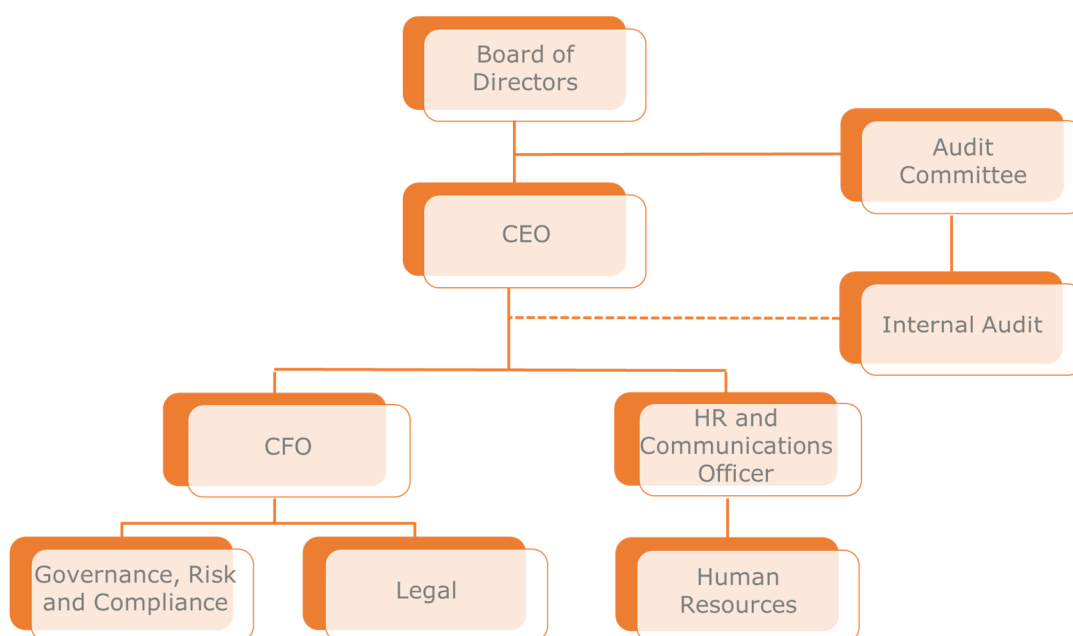 Board of
Directors
Audit
Committee
CEO
Internal Audit
CFO
HR and
Communications
Officer
Governance, Risk
and Compliance
Legal
Human
Resources